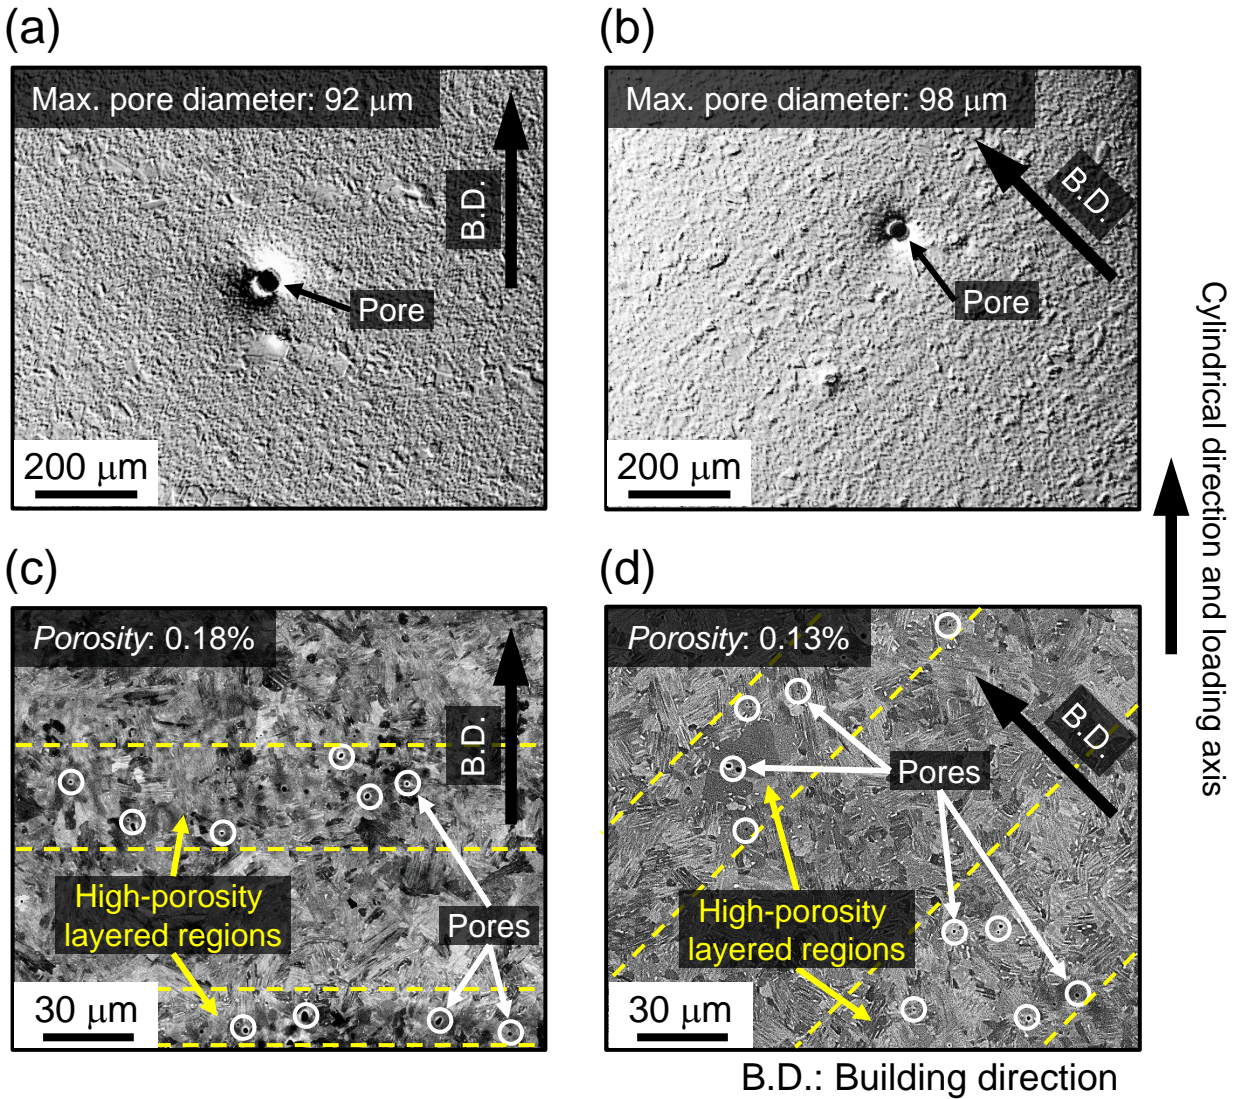 (a)
Max. pore diameter: 92 μm
B.D.
Pore
200 μm
(b)
Max. pore diameter: 98 μm
B.D.
Pore
200 μm
(c)
Porosity: 0.18%
B.D.
High-porosity
layered regions
Pores
30 μm
(d)
Porosity: 0.13%
B.D.
Pores
High-porosity
layered regions
30 μm
Cylindrical direction and loading axis
B.D.: Building direction